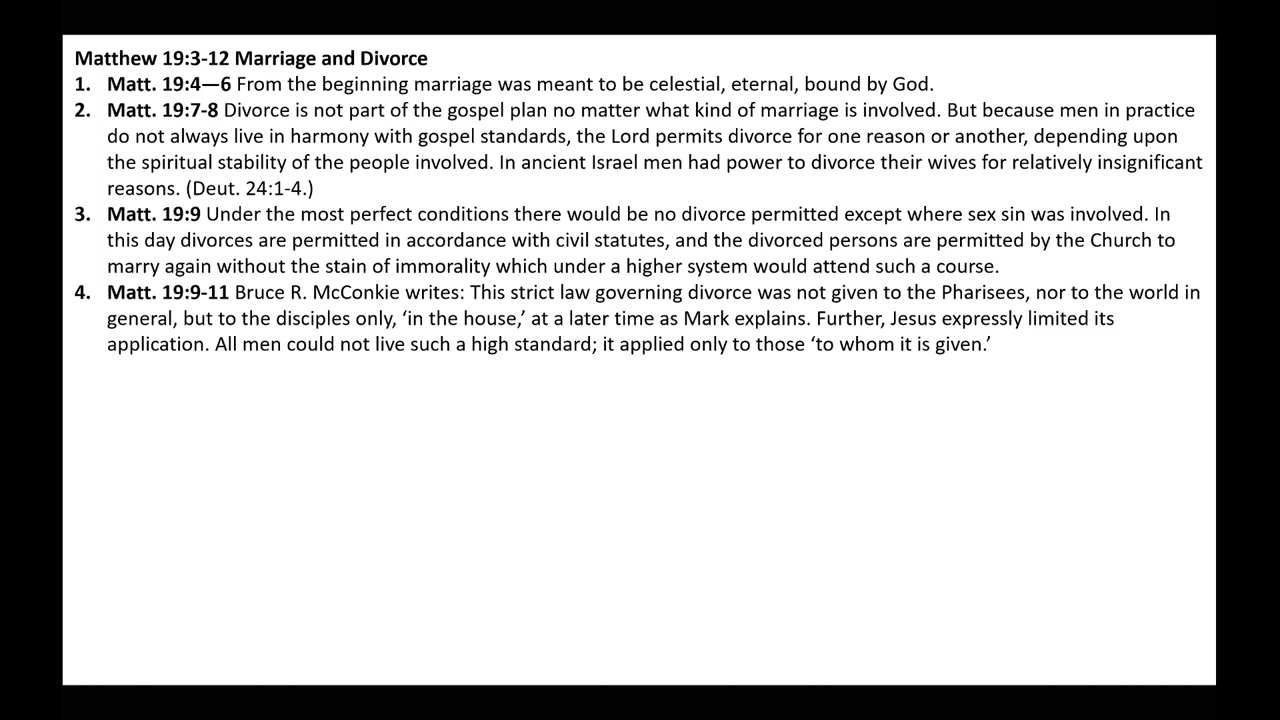 Matthew 19:3-12 Marriage and Divorce
1. Matt. 19:4—6 From the beginning marriage was meant to be celestial, eternal, bound by God.
2. Matt. 19:7-8 Divorce is not part of the gospel plan no matter what kind of marriage is involved. But because men in practice
do not always live in harmony with gospel standards, the Lord permits divorce for one reason or another, depending upon
the spiritual stability of the people involved. In ancient Israel men had power to divorce their wives for relatively insignificant
reasons. (Deut. 24:1-4.)
3. Matt. 19:9 Under the most perfect conditions there would be no divorce permitted except where sex sin was involved. In
this day divorces are permitted in accordance with civil statutes, and the divorced persons are permitted by the Church to
marry again without the stain of immorality which under a higher system would attend such a course.
4. Matt. 19:9-11 Bruce R. McConkie writes: This strict law governing divorce was not given to the Pharisees, nor to the world in
general, but to the disciples only, ‘in the house,’ at a later time as Mark explains. Further, Jesus expressly limited its
application. All men could not live such a high standard; it applied only to those ‘to whom it is given.’